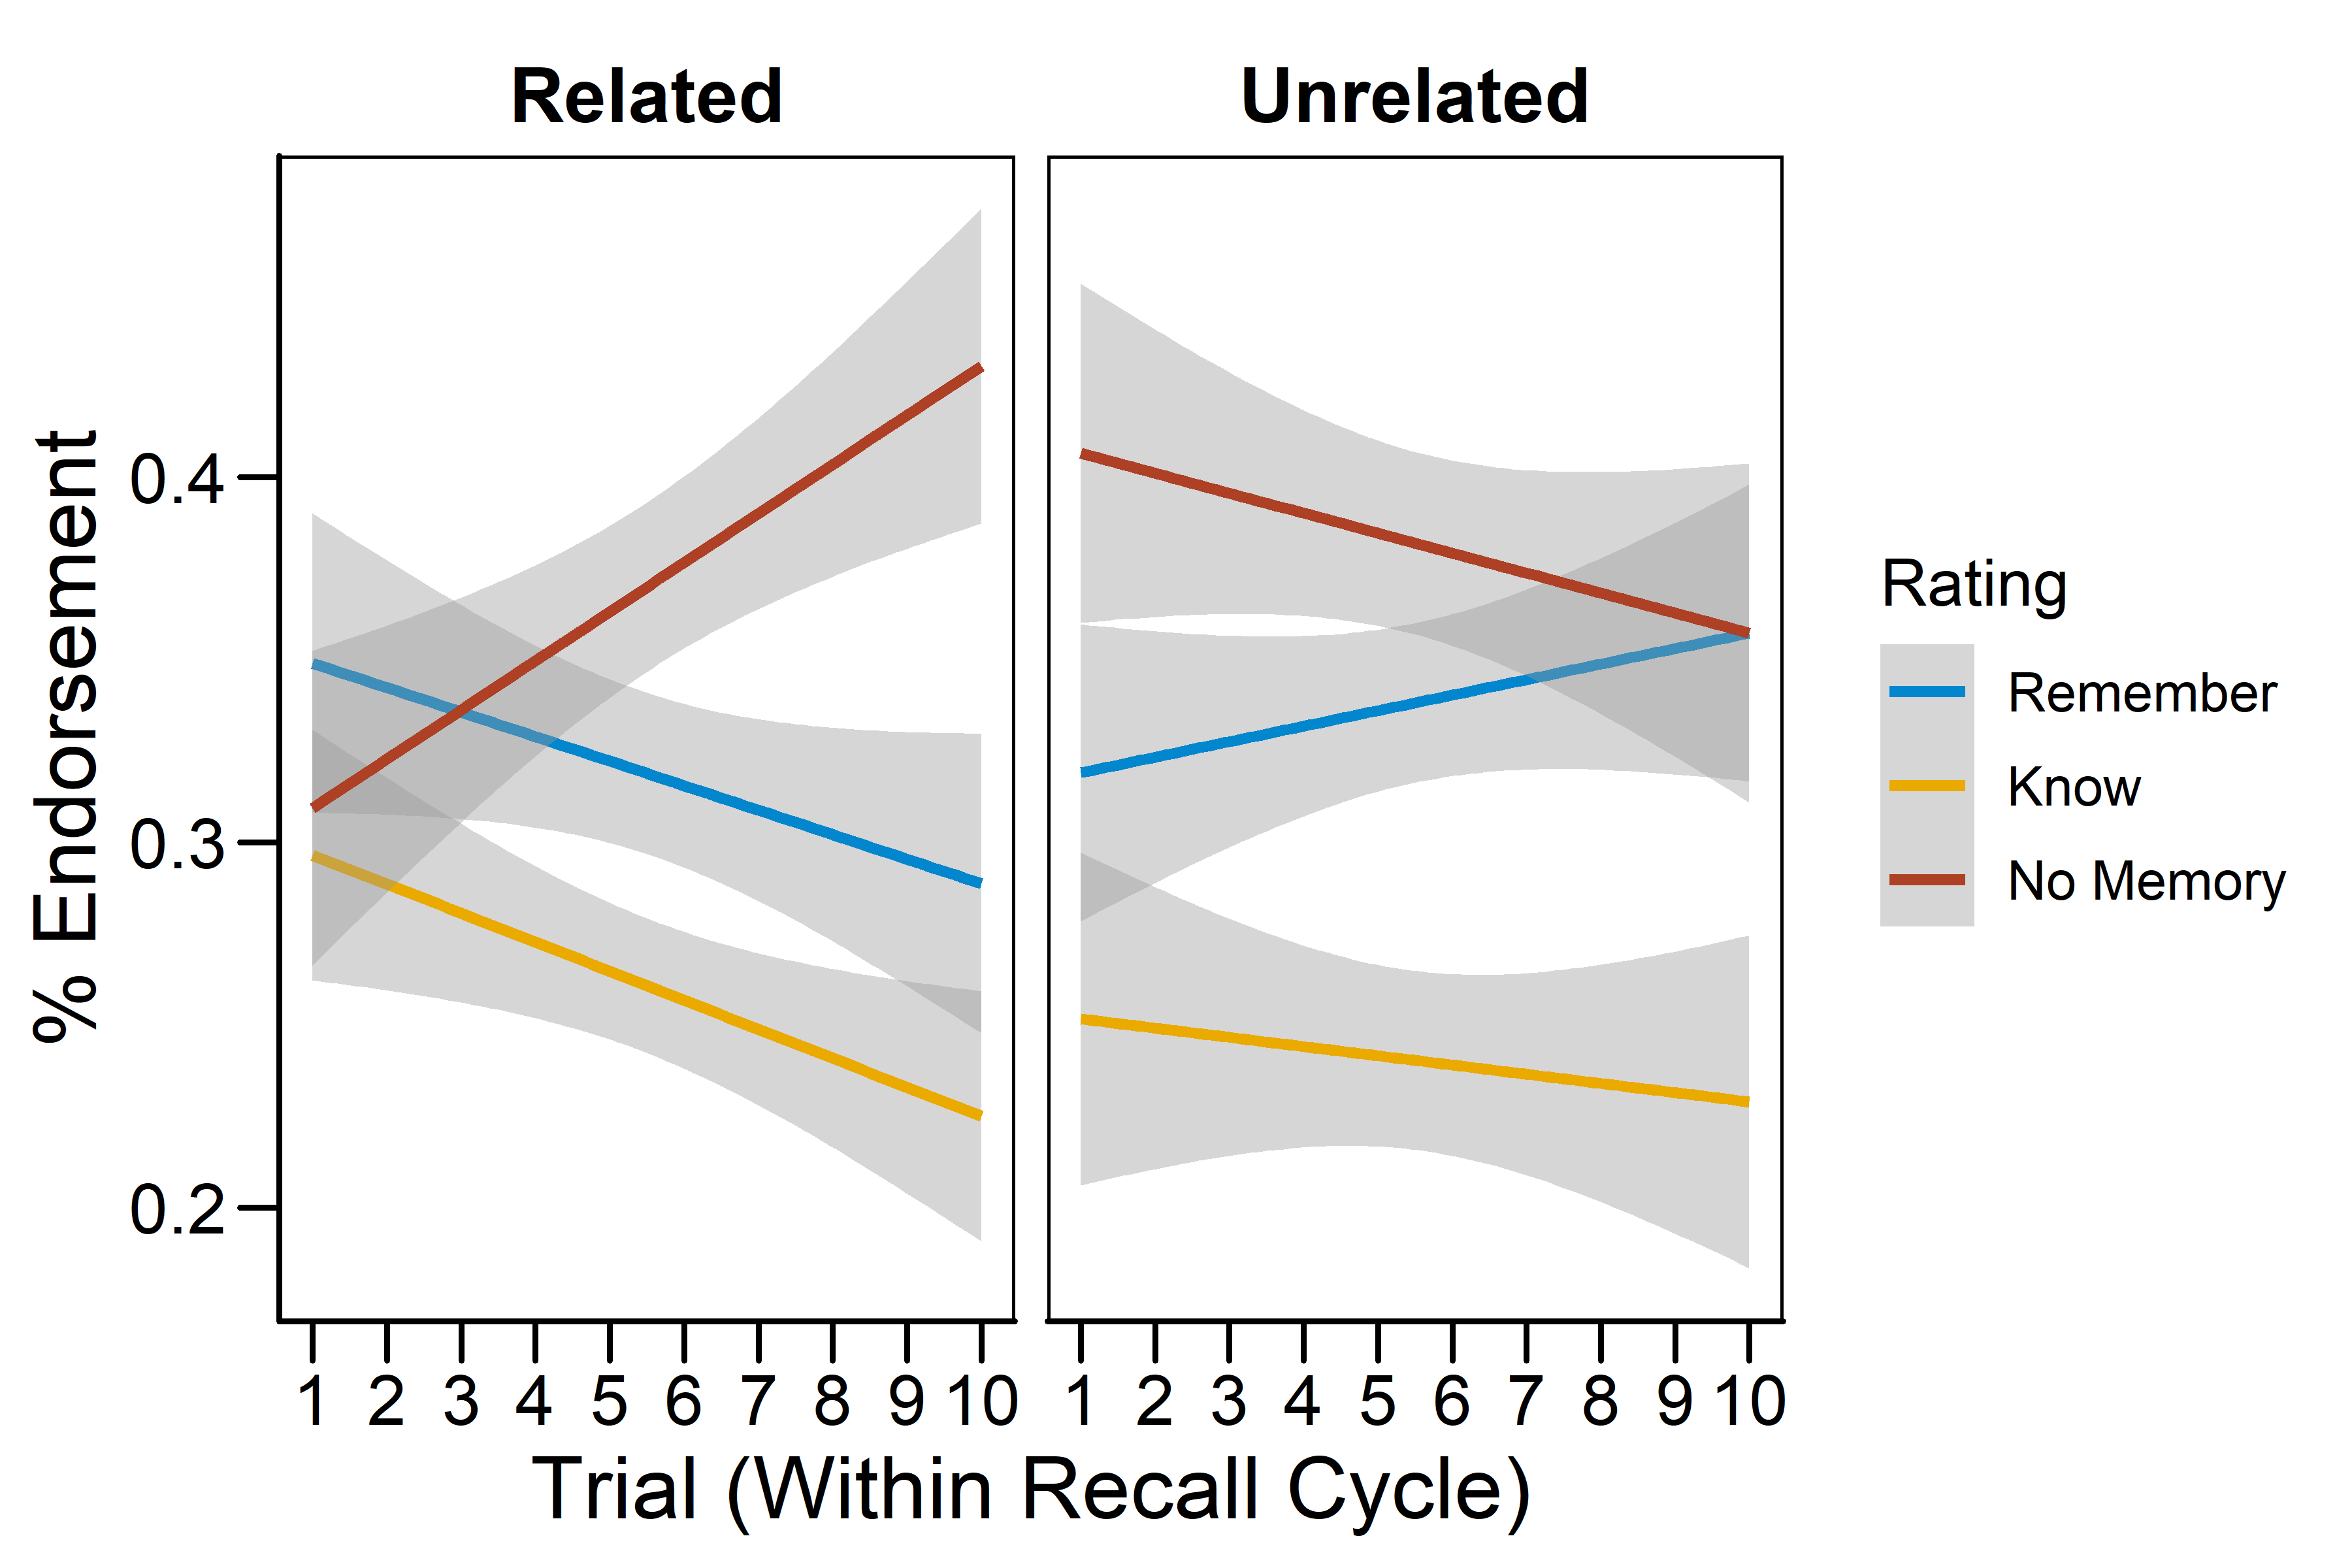 Related
Unrelated
% Endorsement
0.4
0.3
0.2
1 2 3 4 5 6 7 8 9 10
1 2 3 4 5 6 7 8 9 10
Trial (Within Recall Cycle)
Rating
Remember
Know
No Memory